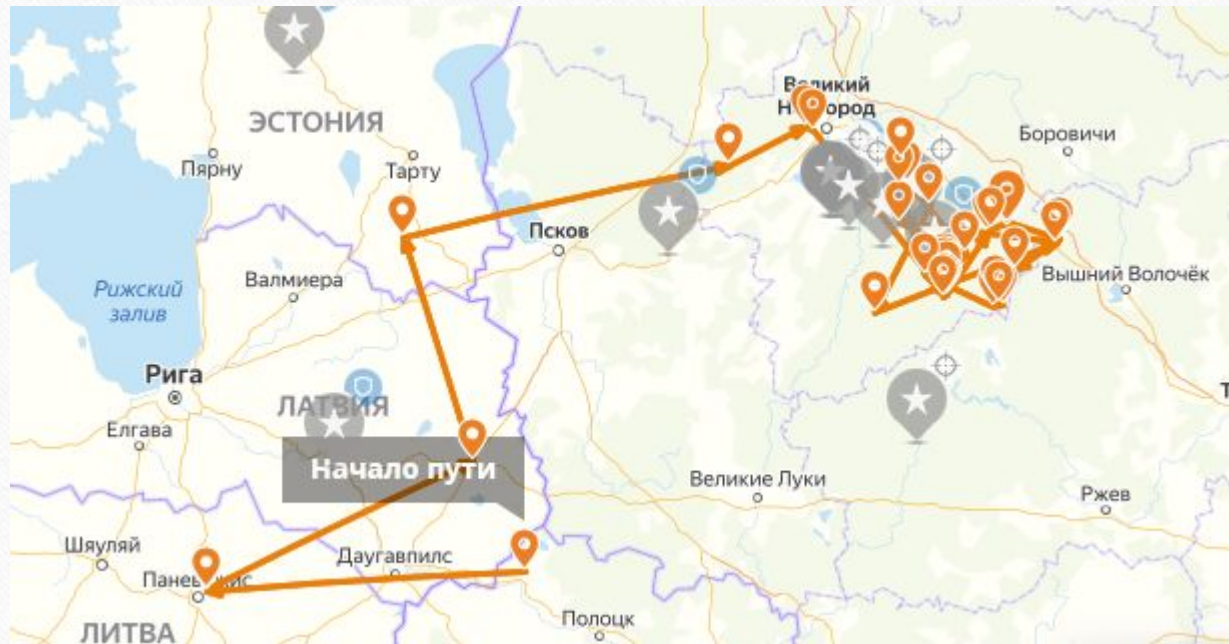 Великий
Новгород
Боровичи
ЭСТОНИЯ
Пярну
Тарту
Псков
Вышний Волочёк
Валмиера
Рижский
залив
Рига
ЛАТВИЯ
Елгава
Начало пути
Великие Луки
Ржев
Шяуляй
Даугавпилс
Паневежис
Полоцк
ЛИТВА